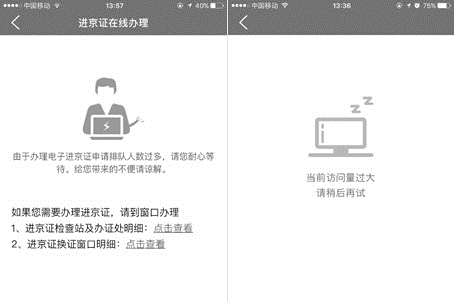 中国移动
13:57
40%
进京证在线办理
由于办理电子进京证申请排队人数过多，请您耐心等
待。给您带来的不便请谅解。
如果您需要办理进京证，请到窗口办理
1、进京证检查站及办证处明细：点击查看
2、进京证换证窗口明细：点击查看
中国移动
13:36
75%
z z
当前访问量过大
请稍后再试